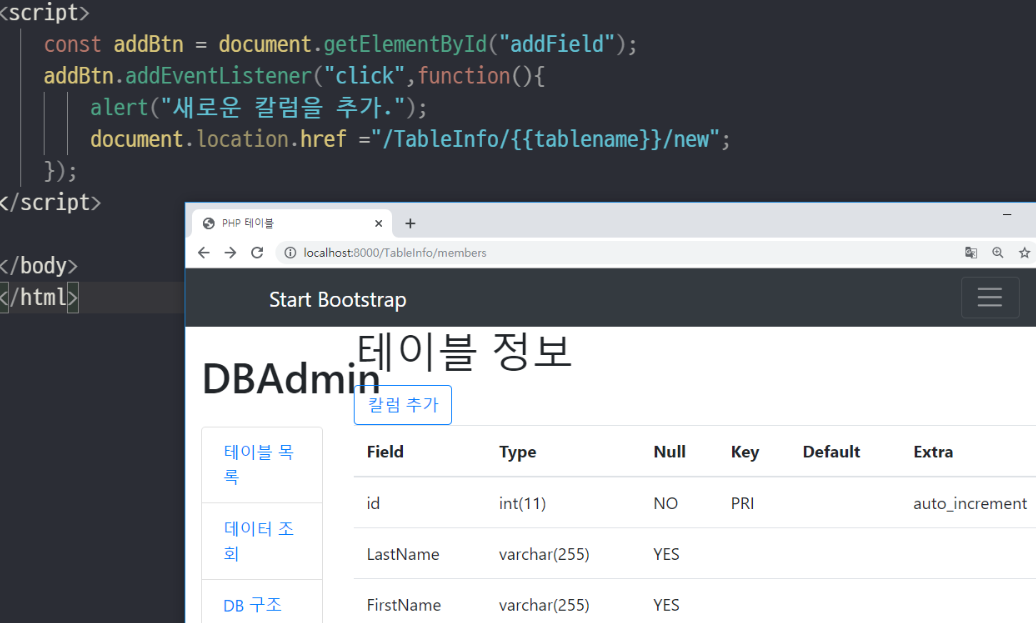 <script>
const addBtn = document.getElementById("addField");
addBtn.addEventListener("click",function(){
alert("새로운 칼럼을 추가.");
document.location.href ="/TableInfo/{{tablename}}/new";
});
</script>
</body>
</html>
PHP 테이블
localhost:8000/TableInfo/members
Start Bootstrap
테이블 정보
DBAdmin
칼럼 추가
테이블 목
록
데이터 조
회
DB 구조
Field Type Null Key Default Extra
id int(11) NO PRI auto_increment
LastName varchar(255) YES
FirstName varchar(255) YES